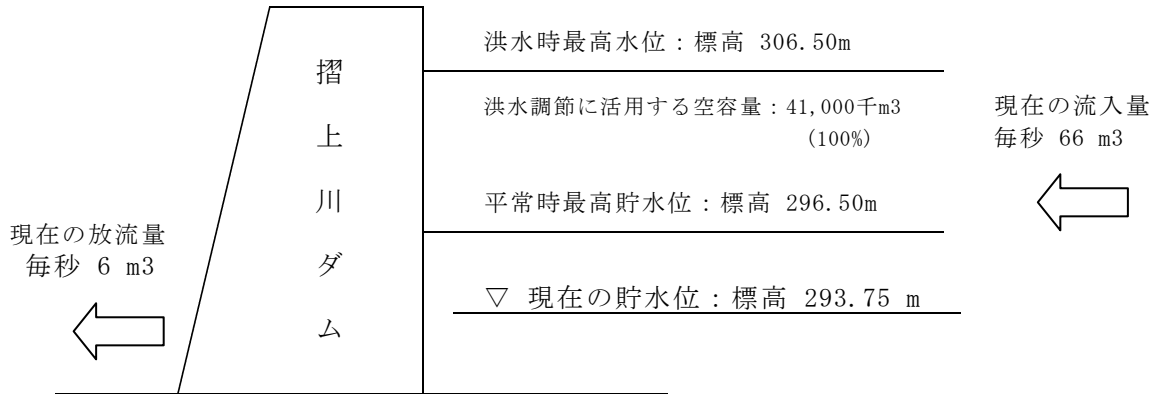 洪水時最高水位：標高 306.50m
摺上川ダム
洪水調節に活用する空容量：41,000千m3
(100%)
現在の流入量
毎秒 66 m3
平常時最高貯水位：標高 296.50m
現在の放流量
毎秒 6 m3
▽ 現在の貯水位：標高 293.75 m